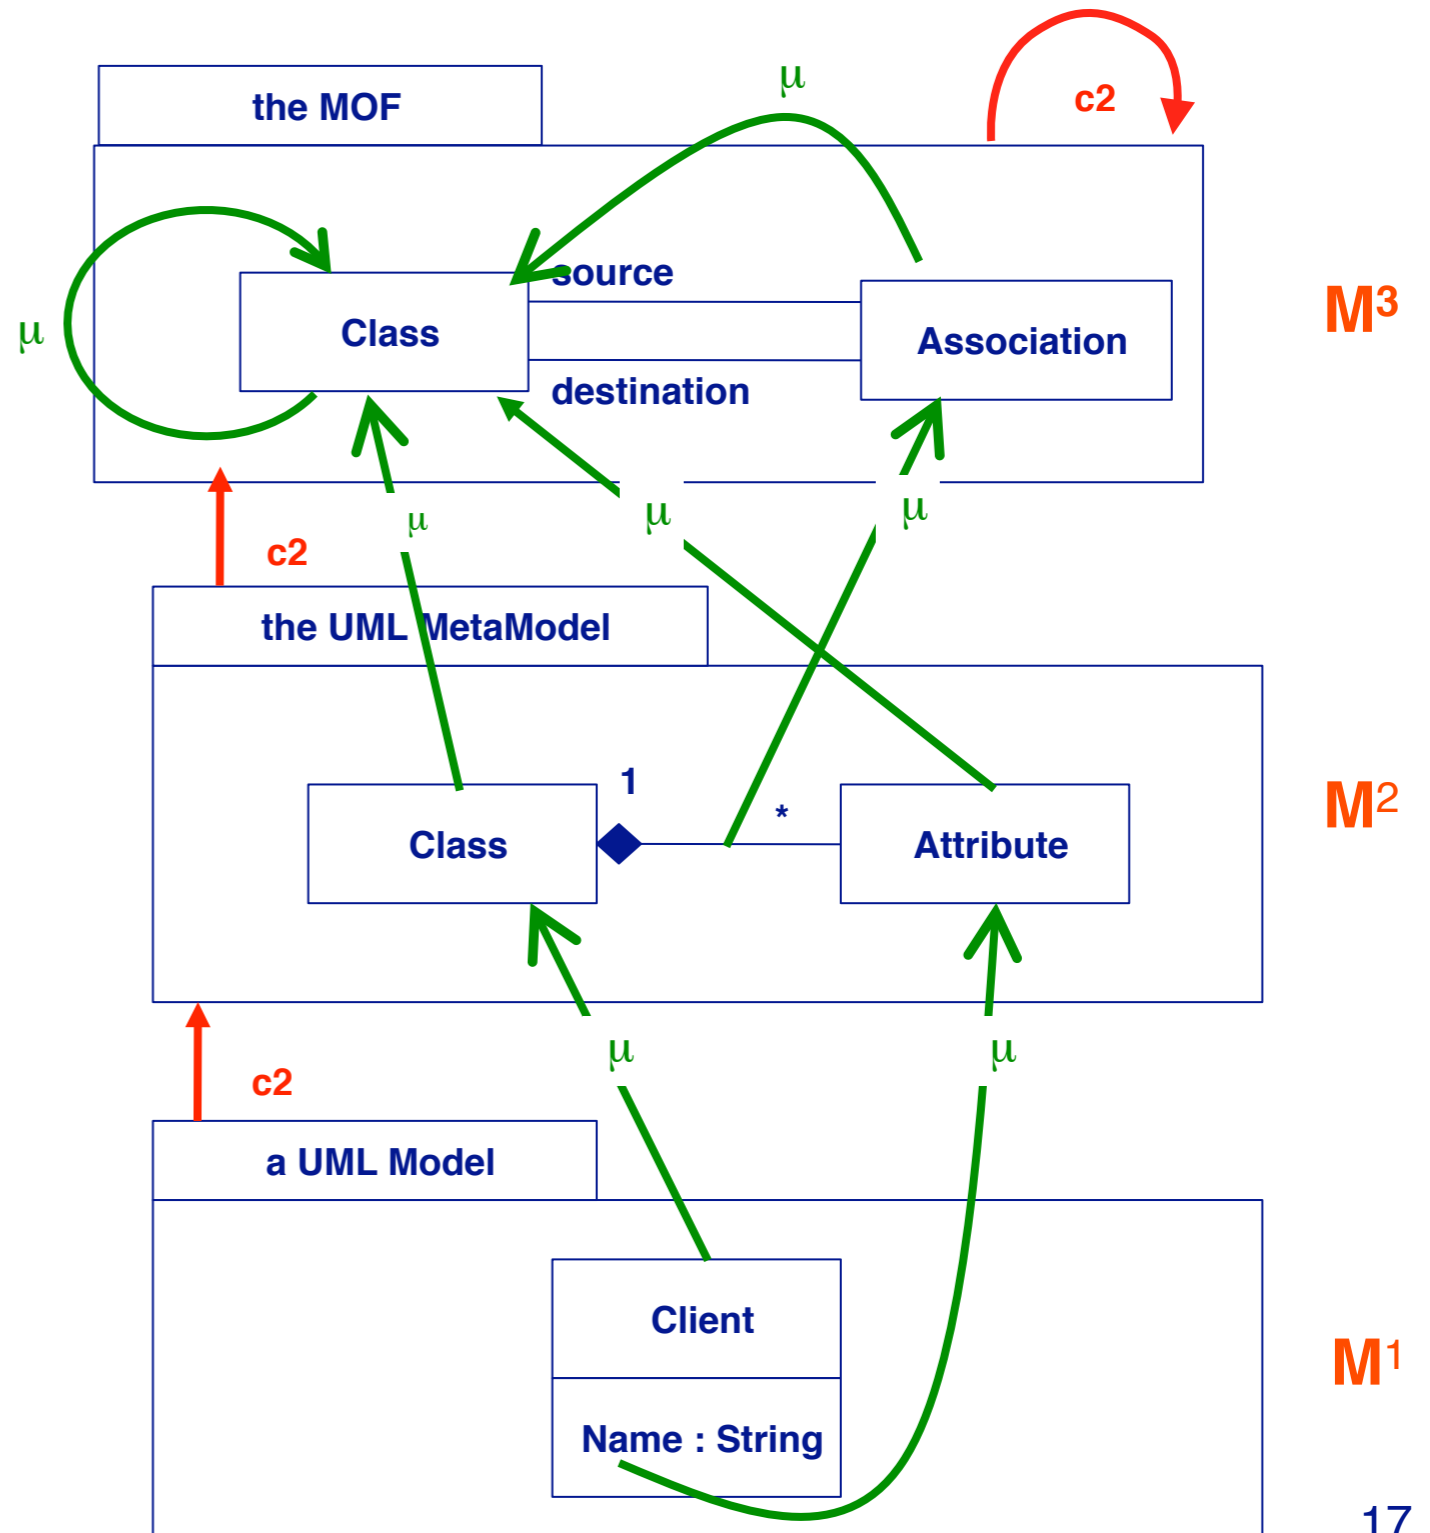 μ
the MOF
c2
source
M3
μ
Class
Association
destination
μ
μ
μ
c2
the UML MetaModel
1
M2
*
Class
Attribute
μ
μ
c2
a UML Model
Client
M1
Name : String
17